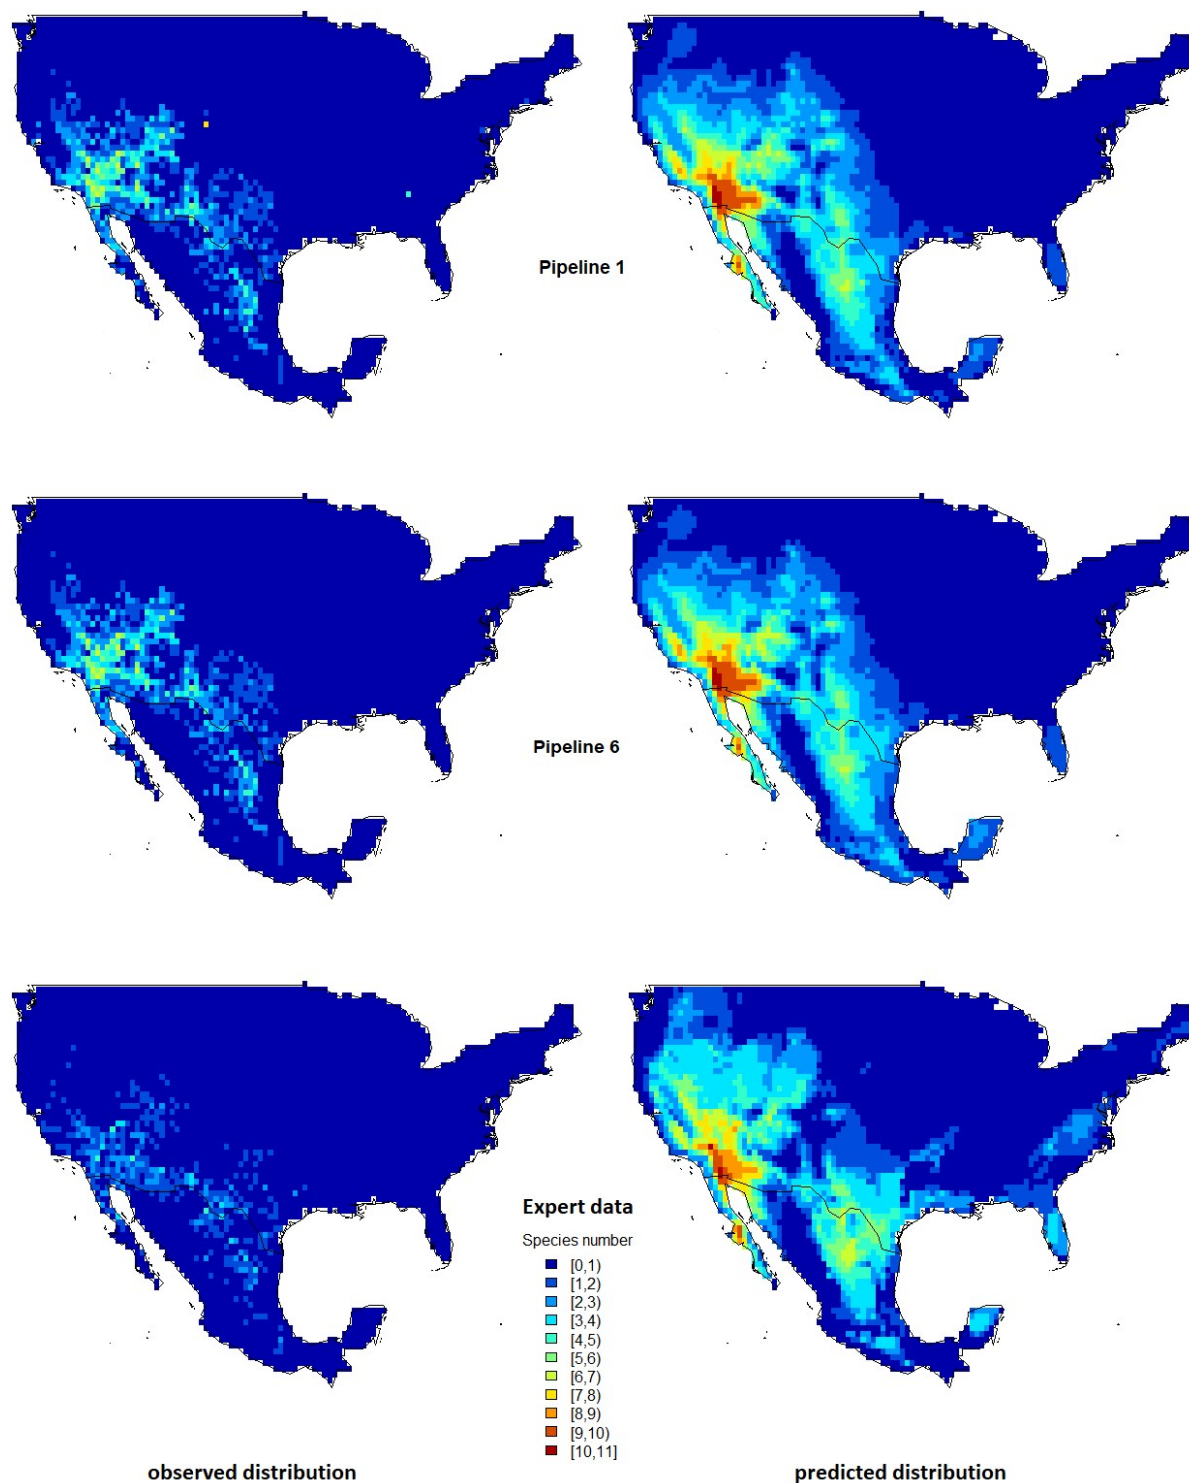 Pipeline 1
Pipeline 6
Expert data
Species number
[0,1)
[1,2)
[2,3)
[3,4)
[4,5)
[5,6)
[6,7)
[7,8)
[8,9)
[9,10)
[10,11]
observed distribution
predicted distribution